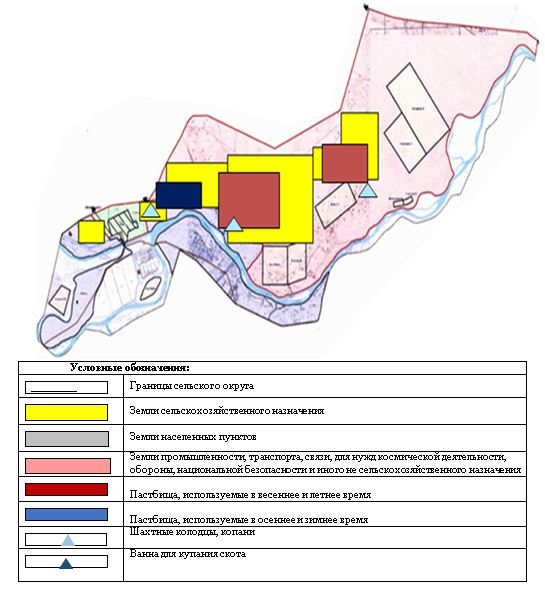 Условные обозначения:
Границы сельского округа
Земли сельскохозяйственного назначения
Земли населенных пунктов
Земли промышленности, транспорта, связи, для нужд космической деятельности,
обороны, национальной безопасности и иного не сельскохозяйственного назначения
Пастбища, используемые в весеннее и летнее время
Пастбища, используемые в осеннее и зимнее время
Шахтные колодцы, копани
Ванна для купания скота